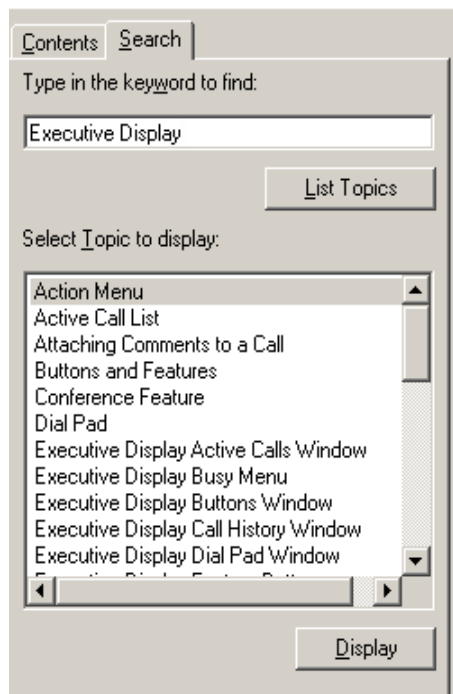 Contents Search
Type in the keyword to find:
Executive Display
List Topics
Select Topic to display:
Action Menu
Active Call List
Attaching Comments to a Call
Buttons and Features
Conference Feature
Dial Pad
Executive Display Active Calls Window
Executive Display Busy Menu
Executive Display Buttons Window
Executive Display Call History Window
Executive Display Dial Pad Window
Display